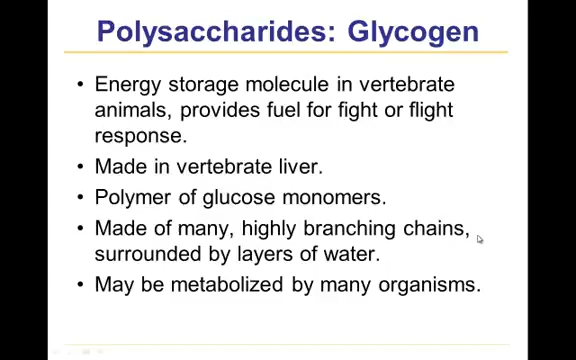 Polysaccharides: Glycogen
• Energy storage molecule in vertebrate
animals, provides fuel for fight or flight
response.
• Made in vertebrate liver.
• Polymer of glucose monomers.
• Made of many, highly branching chains,
surrounded by layers of water.
• May be metabolized by many organisms.